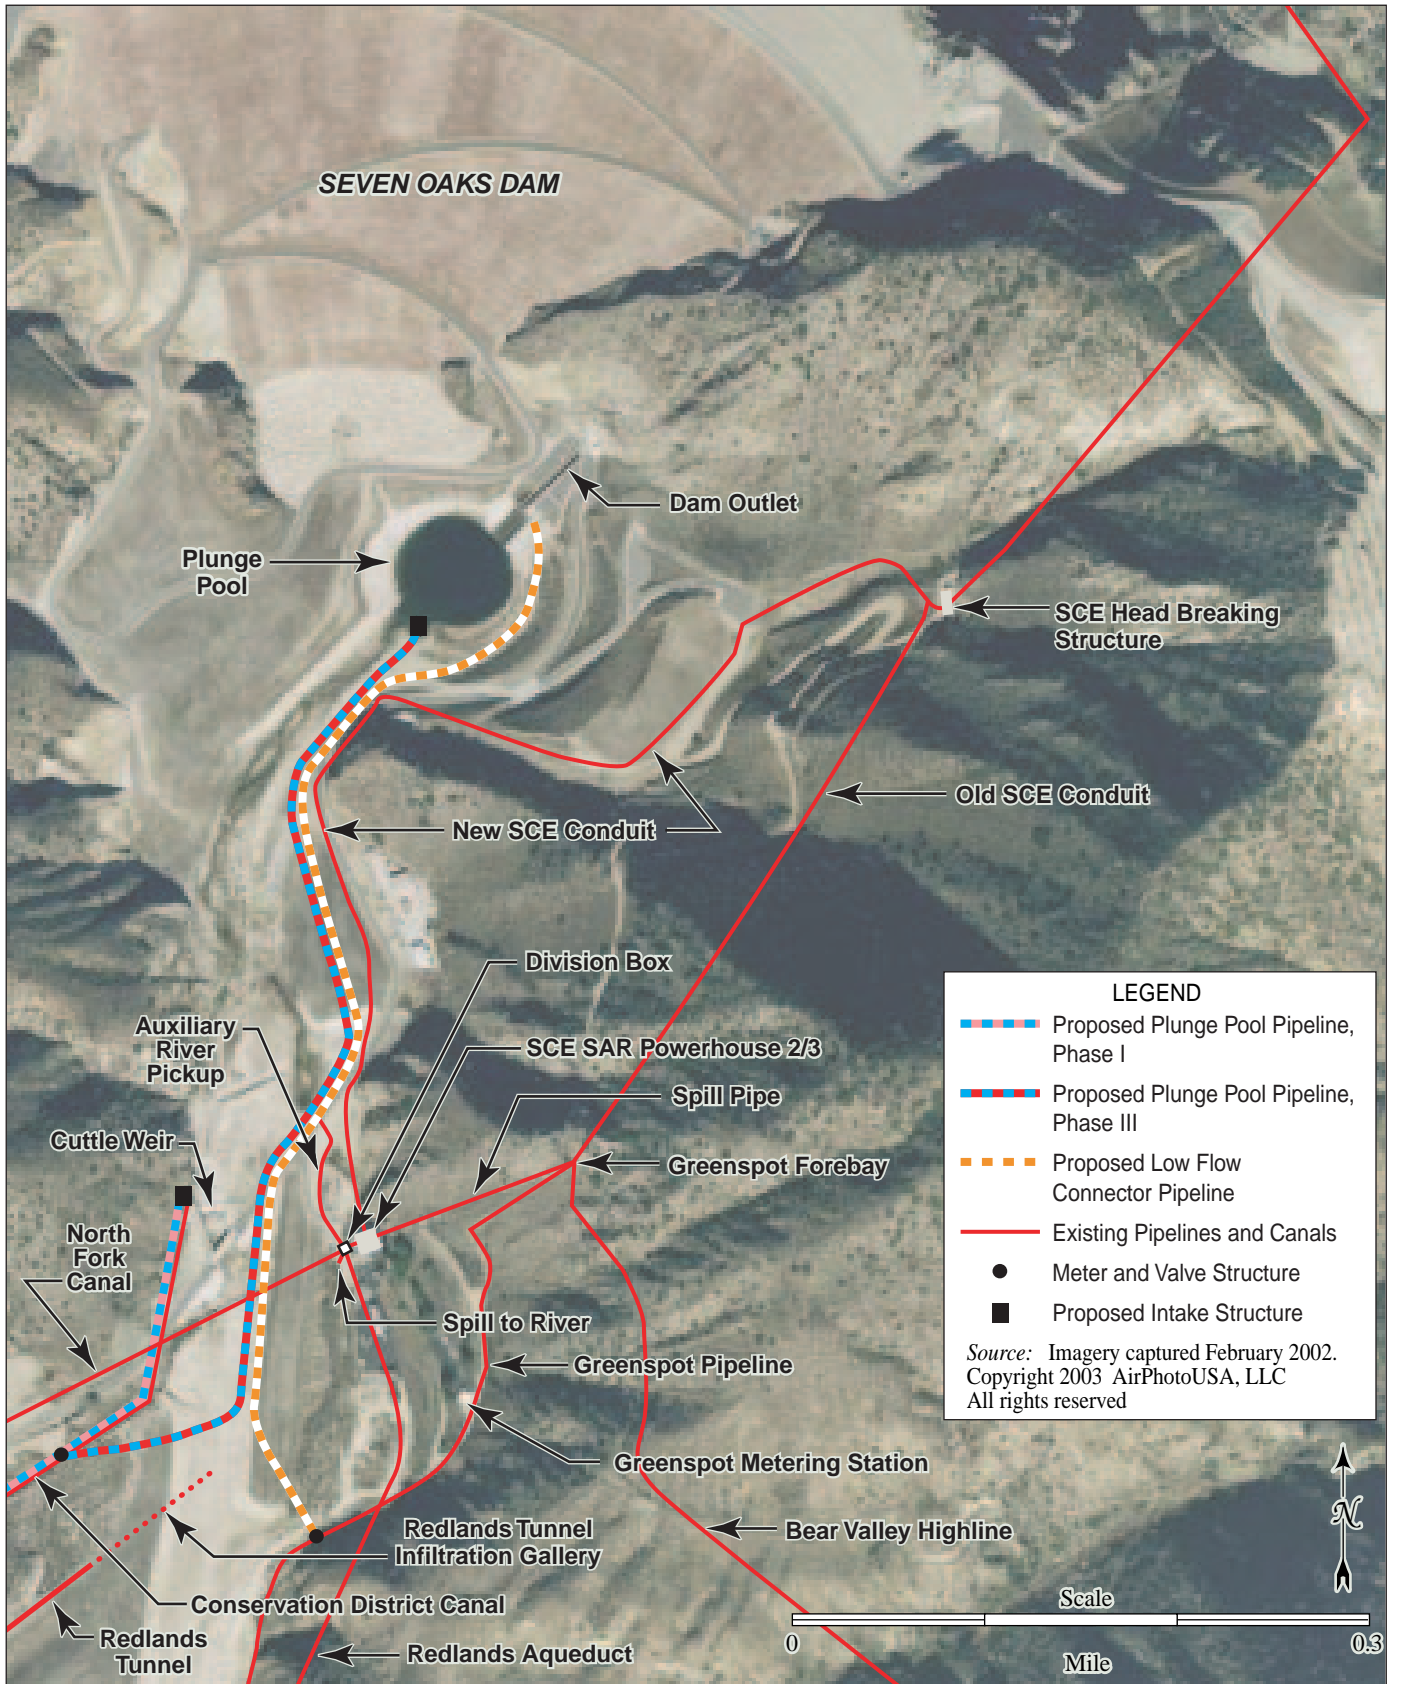 SEVEN OAKS DAM
Dam Outlet
Plunge
Pool
SCE Head Breaking
Structure
Old SCE Conduit
New SCE Conduit
Division Box
Auxiliary
River
Pickup
SCE SAR Powerhouse 2/3
Spill Pipe
Cuttle Weir
Greenspot Forebay
North
Fork
Canal
Spill to River
Greenspot Pipeline
Greenspot Metering Station
Redlands Tunnel
Infiltration Gallery
Bear Valley Highline
Conservation District Canal
Redlands
Tunnel
Redlands Aqueduct
LEGEND
Proposed Plunge Pool Pipeline,
Phase I
Proposed Plunge Pool Pipeline,
Phase III
Proposed Low Flow
Connector Pipeline
Existing Pipelines and Canals
Meter and Valve Structure
Proposed Intake Structure
Source: Imagery captured February 2002.
Copyright 2003 AirPhotoUSA, LLC
All rights reserved
N
Scale
0 0.3
Mile